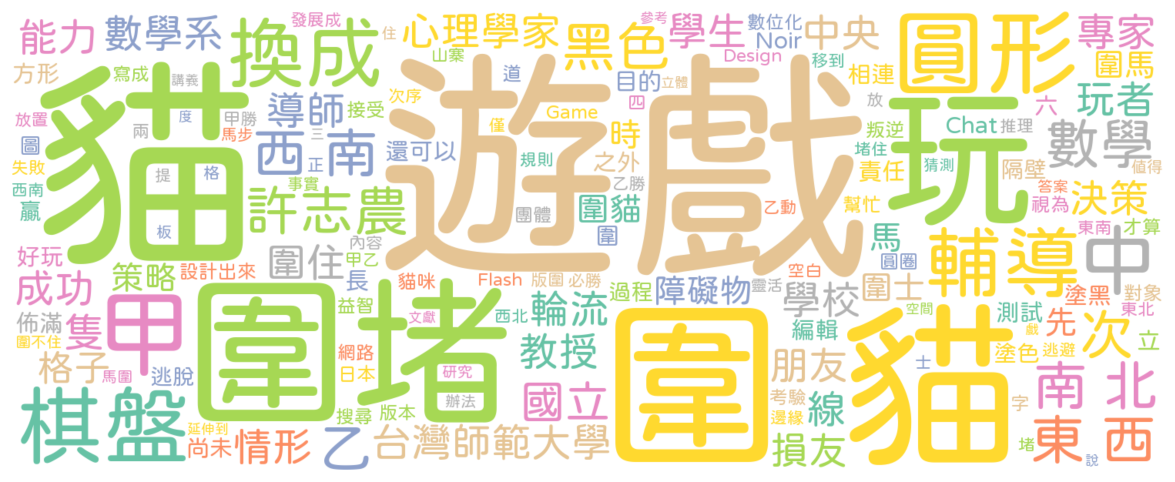 能力
數學系
換成
發展成
住
參考
心理學家
黑色
學生
數位化
Noir
中央
圓形
專家
方形
寫成
講義
山寨
道
目的
立體
Design
移到
相連
圍馬
貓
放置
度
甲勝
導師
接受
次序
遊戲
四
Game
放
叛逆
六
玩者
圖
兩
馬步
西南
還可以
三
正
僅
時
之外
規則
堵住
玩
Chat
推理
數學
失敗
格
提
事實
乙勝
責任
猜測
隔壁
答案
值得
西南
贏
板
許志農
團體
圍貓
圍
乙動
幫忙
視為
決策
好玩
設計出來
圍住
內容
甲乙
馬
圓圈
輔導
東南
才算
中
成功
策略
貓咪
長
Flash
版圍
必勝
過程
障礙物
靈活
空白
學校
圍士
塗黑
對象
佈滿
隻
甲
圍堵
益智
文獻
西北
輪流
編輯
空間
測試
先
東北
次
立
圍不住
格子
馬圍
逃脫
網路
日本
研究
教授
圍貓
朋友
戲
士
塗色
逃避
棋盤
搜尋
版本
辦法
國立
考驗
邊緣
線
字
南
北
延伸到
尚未
情形
乙
台灣師範大學
損友
堵
東
西
說